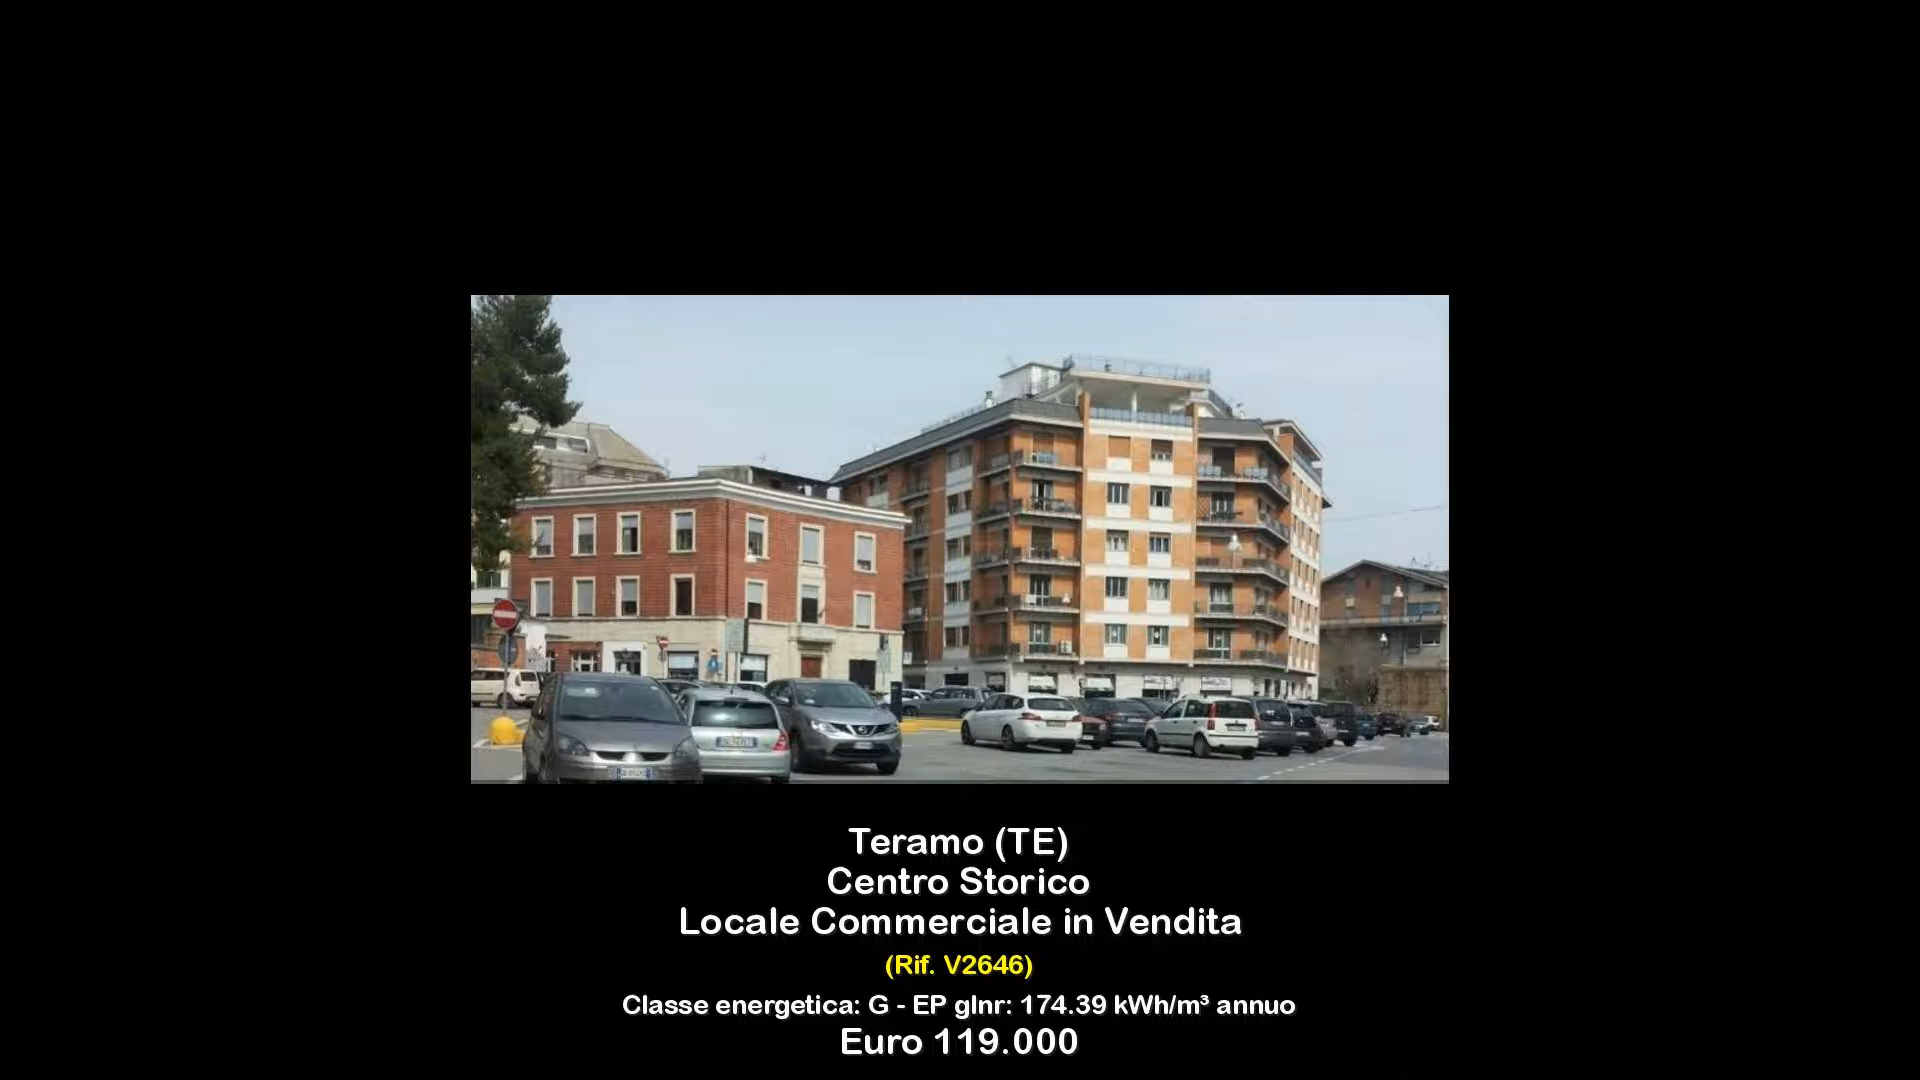 Teramo (TE)
Centro Storico
Locale Commerciale in Vendita
(Rif. V2646)
Classe energetica: G - EP glnr: 174.39 kWh/m³ annuo
Euro 119.000